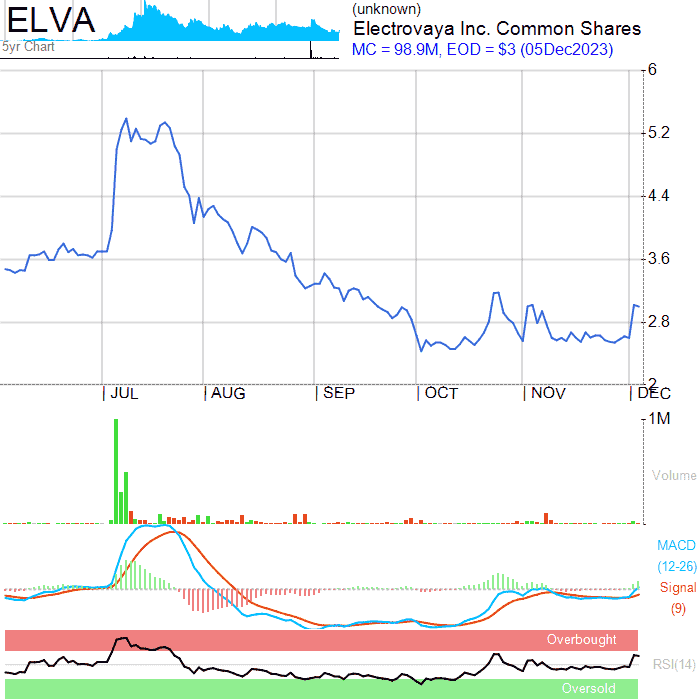 ELVA
5yr Chart
(unknown)
Electrovaya Inc. Common Shares
MC = 98.9M, EOD = $3 (05Dec2023)
6
5.2
4.4
3.6
2.8
2
JUL AUG SEP OCT NOV DEC
1M
Volume
MACD
(12-26)
Signal
(9)
Overbought
RSI(14)
Oversold